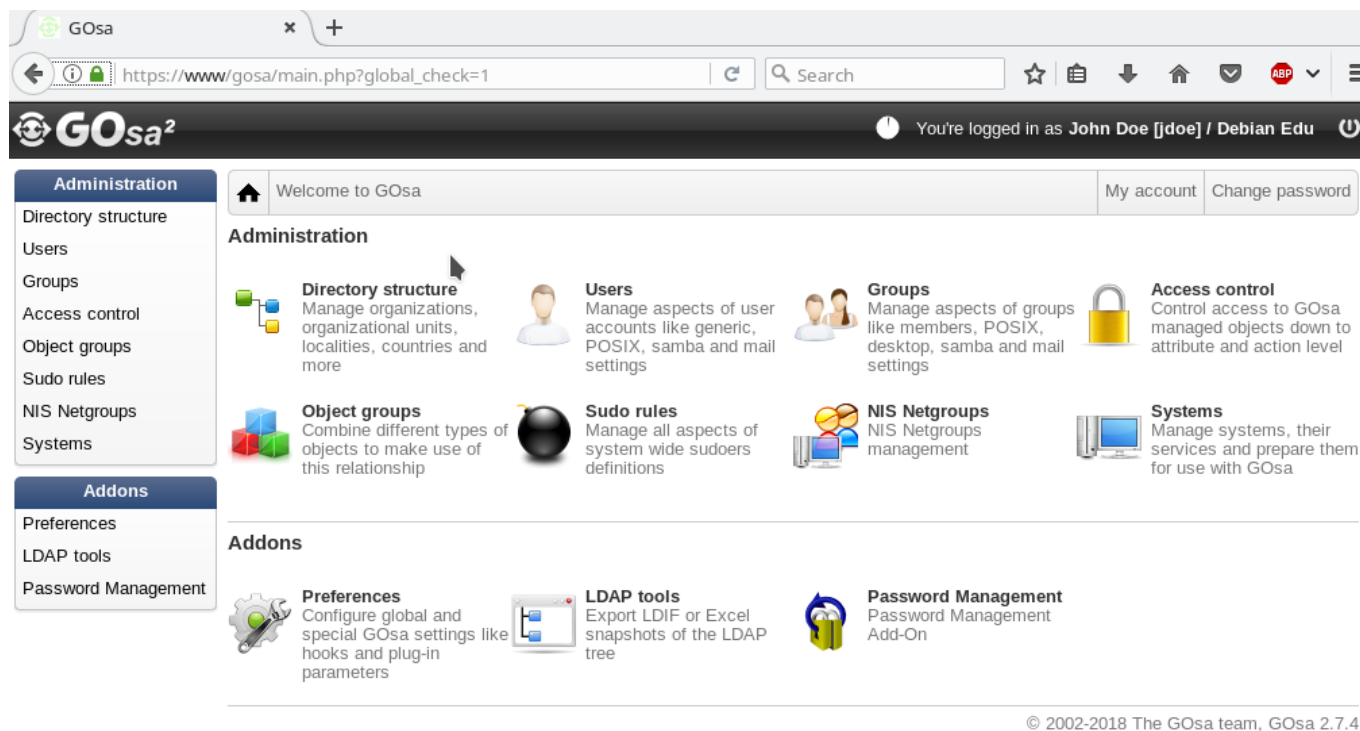 GOsa
https://www/gosa/main.php?global_check=1
Search
ABP
GOsa²
You're logged in as John Doe [jdoe] / Debian Edu
Administration
Directory structure
Users
Groups
Access control
Object groups
Sudo rules
NIS Netgroups
Systems
Addons
Preferences
LDAP tools
Password Management
Welcome to GOsa
My account
Change password
Administration
Directory structure
Manage organizations,
organizational units,
localities, countries and
more
Users
Manage aspects of user
accounts like generic,
POSIX, samba and mail
settings
Groups
Manage aspects of groups
like members, POSIX,
desktop, samba and mail
settings
Access control
Control access to GOsa
managed objects down to
attribute and action level
Object groups
Combine different types of
objects to make use of
this relationship
Sudo rules
Manage all aspects of
system wide sudoers
definitions
NIS Netgroups
NIS Netgroups
management
Systems
Manage systems, their
services and prepare them
for use with GOsa
Addons
Preferences
Configure global and
special GOsa settings like
hooks and plug-in
parameters
LDAP tools
Export LDIF or Excel
snapshots of the LDAP
tree
Password Management
Password Management
Add-On
© 2002-2018 The GOsa team, GOsa 2.7.4